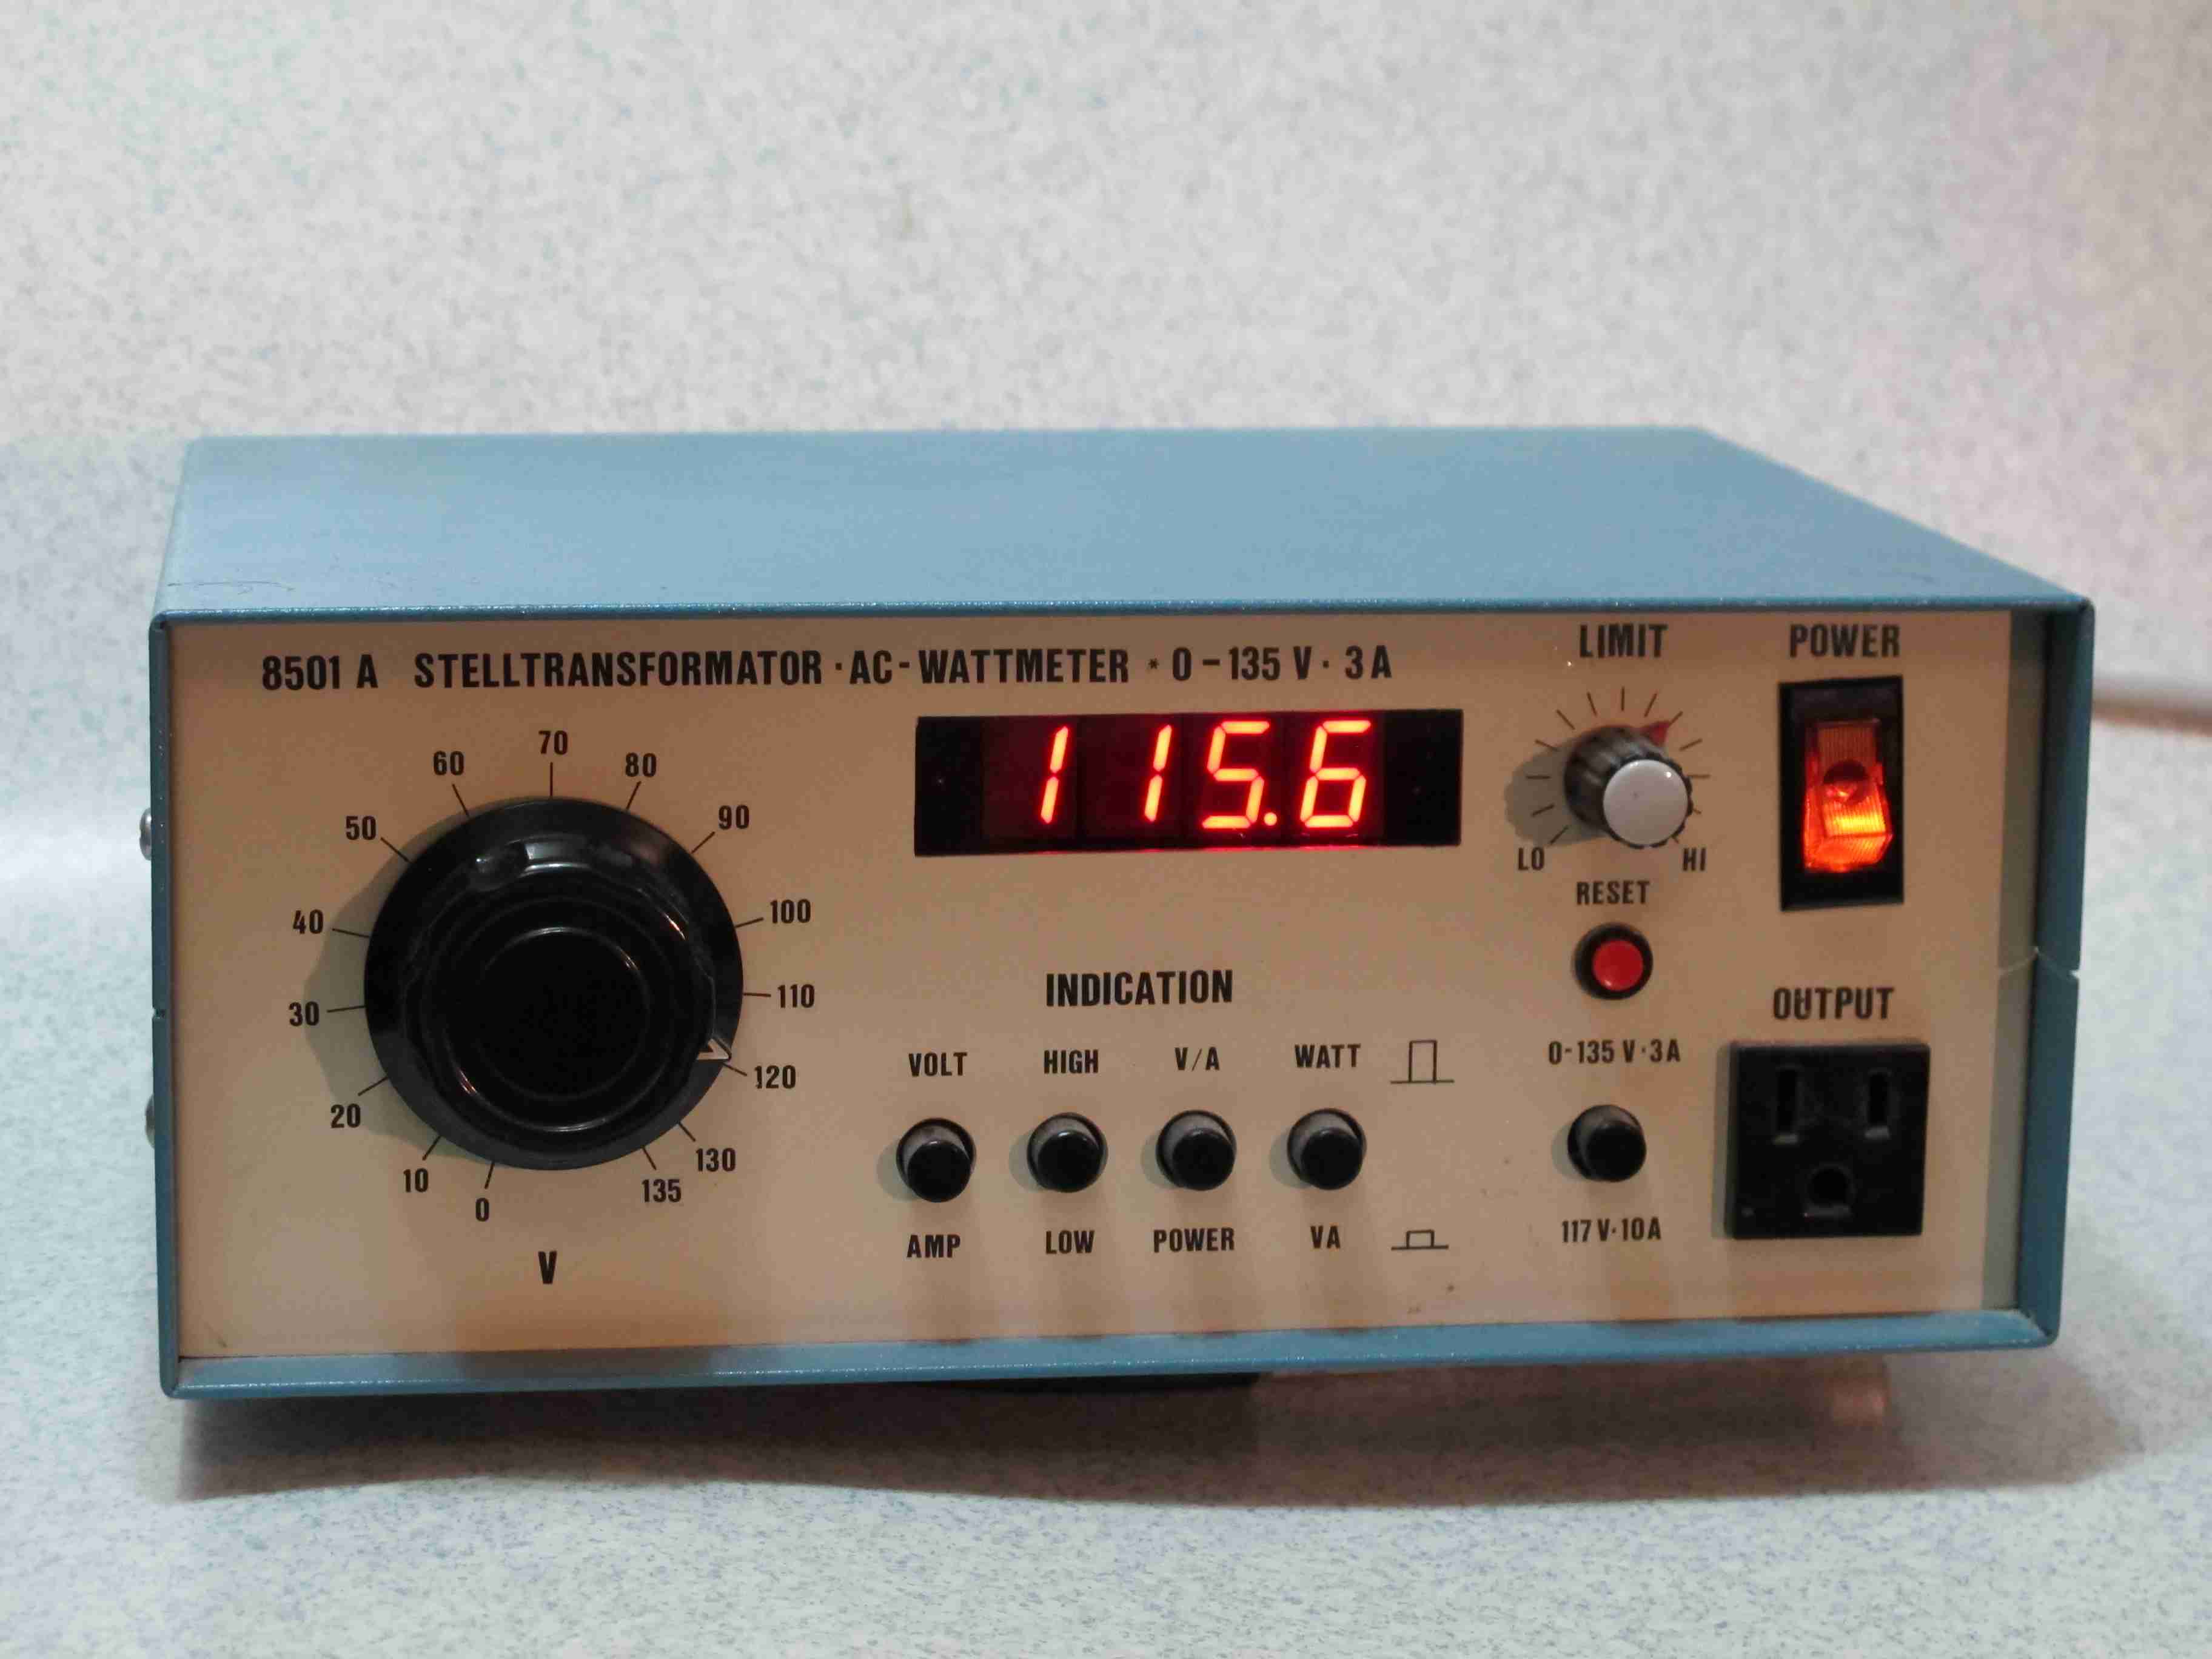 8501 A STELLTRANSFORMATOR · AC - WATTMETER * 0 - 135 V · 3 A
LIMIT
POWER
115.6
LO
HI
RESET
0
10
20
30
40
50
60
70
80
90
100
110
120
130
135
V
INDICATION
VOLT HIGH V/A WATT
AMP LOW POWER VA
0-135 V·3A
117 V·10A
OUTPUT